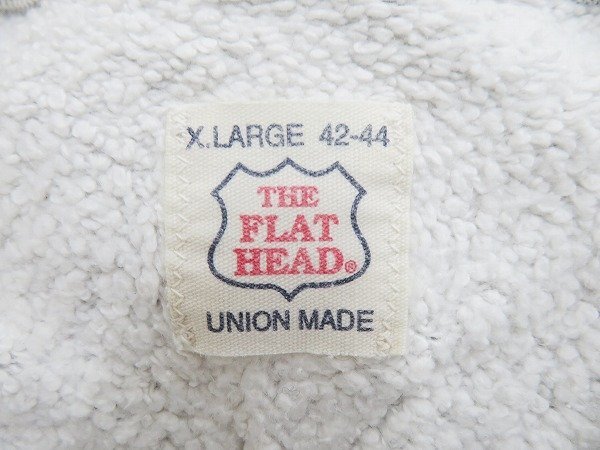 X.LARGE 42-44
THE
FLAT
HEAD®
UNION MADE